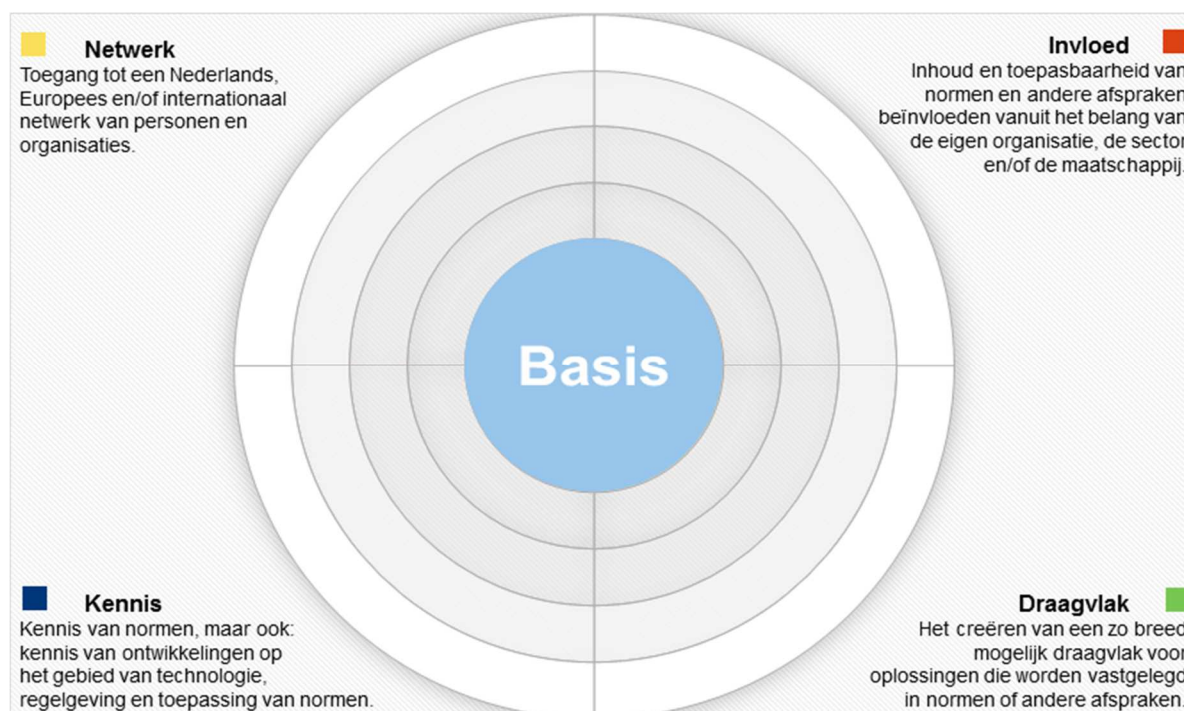 Netwerk
Toegang tot een Nederlands,
Europees en/of internationaal
netwerk van personen en
organisaties.
Invloed
Inhoud en toepasbaarheid van
normen en andere afspraken
beïnvloeden vanuit het belang van
de eigen organisatie, de sector
en/of de maatschappij.
Basis
Kennis
Kennis van normen, maar ook:
kennis van ontwikkelingen op
het gebied van technologie,
regelgeving en toepassing van normen.
Draagvlak
Het creëren van een zo breed
mogelijk draagvlak voor
oplossingen die worden vastgelegd
in normen of andere afspraken.